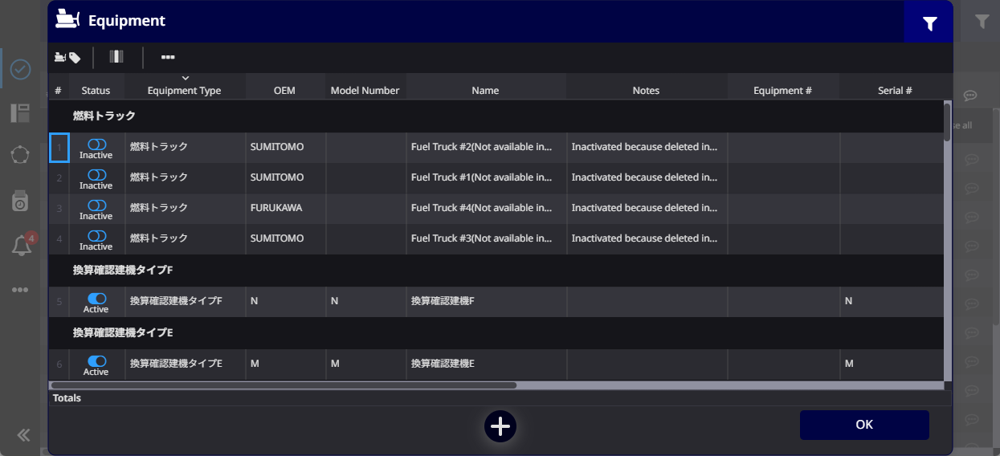 Equipment
# Status Equipment Type OEM Model Number Name Notes Equipment # Serial #
燃料トラック
1 Inactive 燃料トラック SUMITOMO Fuel Truck #2(Not available in... Inactivated because deleted in...
2 Inactive 燃料トラック SUMITOMO Fuel Truck #1(Not available in... Inactivated because deleted in...
3 Inactive 燃料トラック FURUKAWA Fuel Truck #4(Not available in... Inactivated because deleted in...
4 Inactive 燃料トラック SUMITOMO Fuel Truck #3(Not available in... Inactivated because deleted in...
換算確認建機タイプF
5 Active 換算確認建機タイプF N N 換算確認建機F N
換算確認建機タイプE
6 Active 換算確認建機タイプE M M 換算確認建機E M
Totals
OK
4
se all